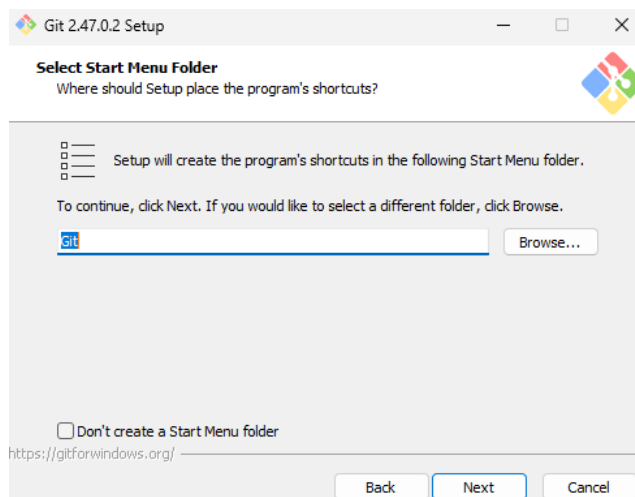 Git 2.47.0.2 Setup
Select Start Menu Folder
Where should Setup place the program's shortcuts?
Setup will create the program's shortcuts in the following Start Menu folder.
To continue, click Next. If you would like to select a different folder, click Browse.
Git
Browse...
Don't create a Start Menu folder
https://gitforwindows.org/
Back
Next
Cancel